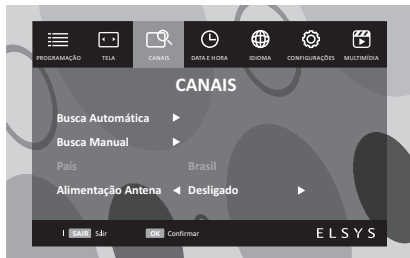 PROGRAMAÇÃO TELA CANAIS DATA E HORA IDIOMA CONFIGURAÇÕES MULTIMÍDIA
CANAIS
Busca Automática
Busca Manual
País Brasil
Alimentação Antena Desligado
SAIR Sair OK Confirmar ELSYS